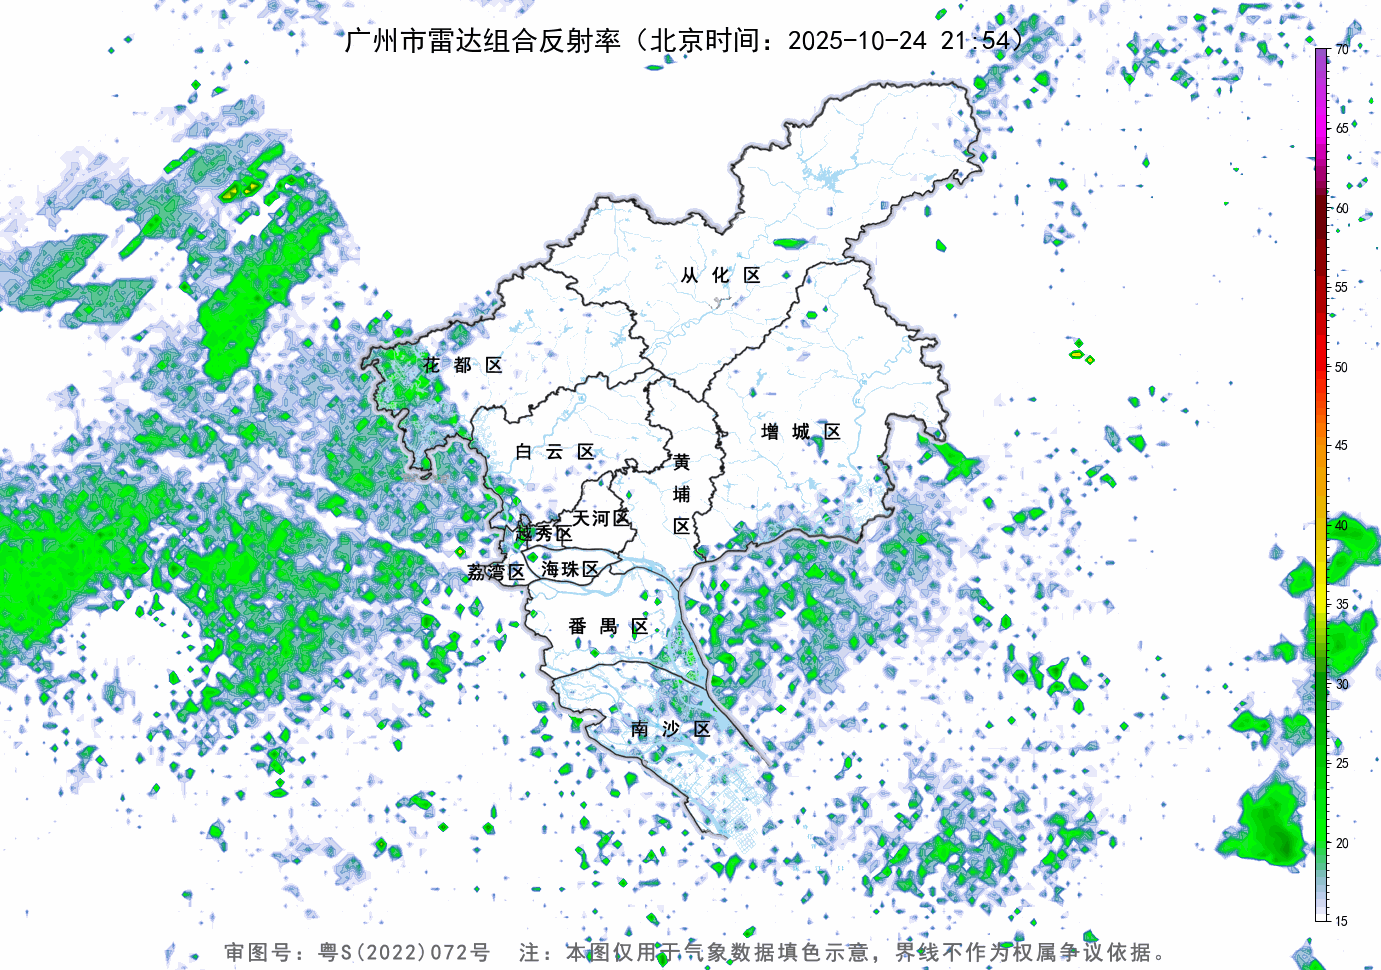 广州市雷达组合反射率（北京时间：2025-10-24 21:54）
70
65
60
55
50
45
40
35
30
25
20
15
从化区
花都区
增城区
白云区
黄埔区
天河区
越秀区
海珠区
荔湾区
番禺区
南沙区
审图号：粤S(2022)072号 注：本图仅用于气象数据填色示意，界线不作为权属争议依据。